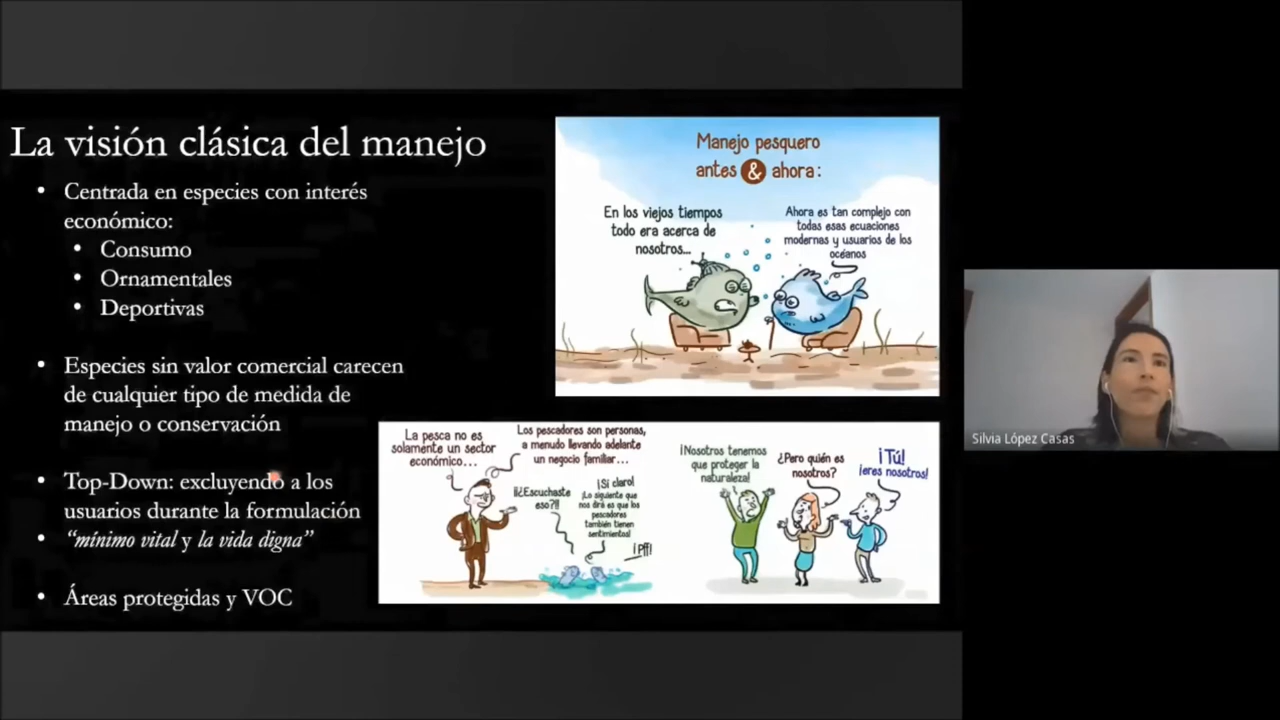 La visión clásica del manejo
• Centrada en especies con interés
económico:
• Consumo
• Ornamentales
• Deportivas
• Especies sin valor comercial carecen
de cualquier tipo de medida de
manejo o conservación
• Top-Down: excluyendo a los
usuarios durante la formulación
• “mínimo vital y la vida digna”
• Áreas protegidas y VOC
Manejo pesquero
antes & ahora:
En los viejos tiempos
todo era acerca de
nosotros...
Ahora es tan complejo con
todas esas ecuaciones
modernas y usuarios de los
océanos
La pesca no es
solamente un sector
económico...
Los pescadores son personas,
a menudo llevando adelante
un negocio familiar...
¡¡¿Escuchaste
eso?!!
¡Sí claro!
¡Lo siguiente que
nos dirá es que los
pescadores
también tienen
sentimientos!
¡Pff!
¡Nosotros tenemos
que proteger la
naturaleza!
¿Pero quién es
nosotros?
¡Tú!
¡eres nosotros!
Silvia López Casas